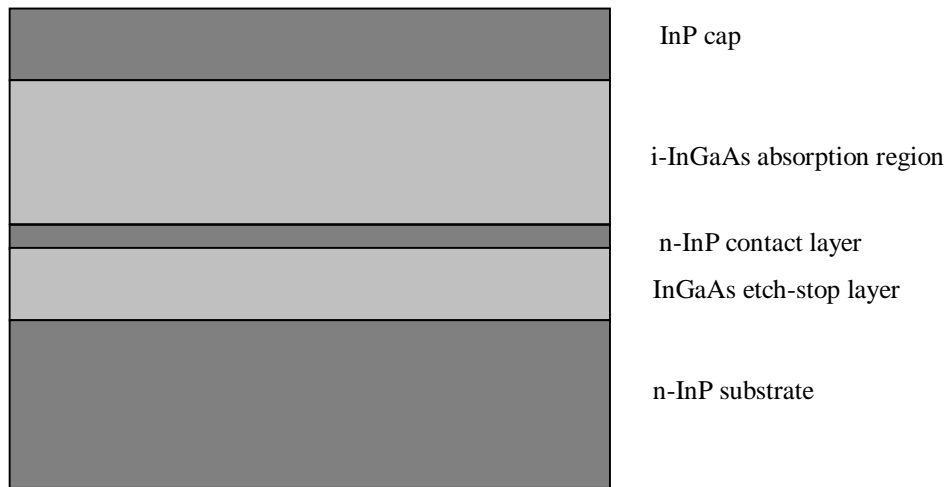 InP cap
i-InGaAs absorption region
n-InP contact layer
InGaAs etch-stop layer
n-InP substrate